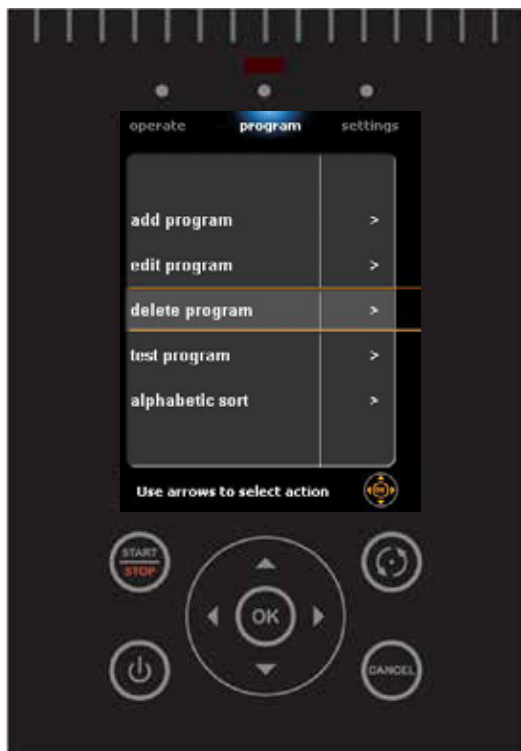 operate program settings
add program >
edit program >
delete program >
test program >
alphabetic sort >
Use arrows to select action OK
START
STOP
OK
CANCEL